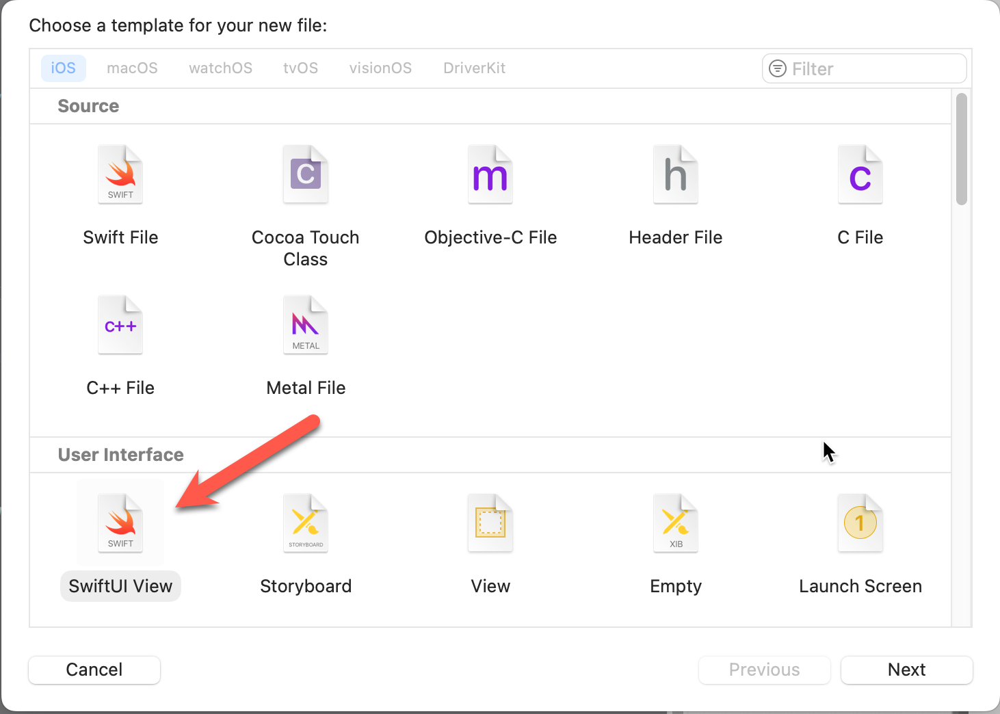 Choose a template for your new file:
iOS macOS watchOS tvOS visionOS DriverKit Filter
Source
SWIFT C m h c
Swift File Cocoa Touch Class Objective-C File Header File C File
C++ METAL
C++ File Metal File
User Interface
SWIFT STORYBOARD XIB 1
SwiftUI View Storyboard View Empty Launch Screen
Cancel Previous Next